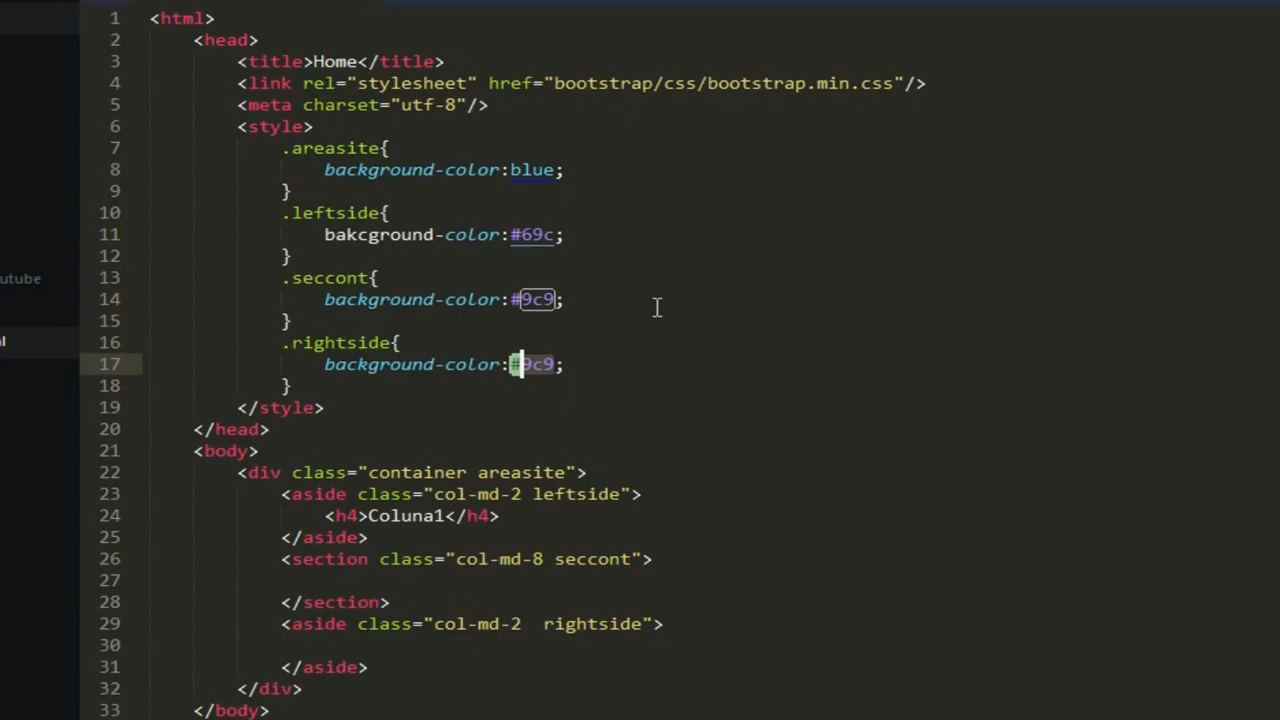 1 <html>
2 <head>
3 <title>Home</title>
4 <link rel="stylesheet" href="bootstrap/css/bootstrap.min.css"/>
5 <meta charset="utf-8"/>
6 <style>
7 .areasite{
8 background-color:blue;
9 }
10 .leftside{
11 bakcground-color:#69c;
12 }
utube
13 .seccont{
14 background-color:#9c9;
15 }
l
16 .rightside{
17 background-color:#9c9;
18 }
19 </style>
20 </head>
21 <body>
22 <div class="container areasite">
23 <aside class="col-md-2 leftside">
24 <h4>Coluna1</h4>
25 </aside>
26 <section class="col-md-8 seccont">
27
28 </section>
29 <aside class="col-md-2  rightside">
30
31 </aside>
32 </div>
33 </body>